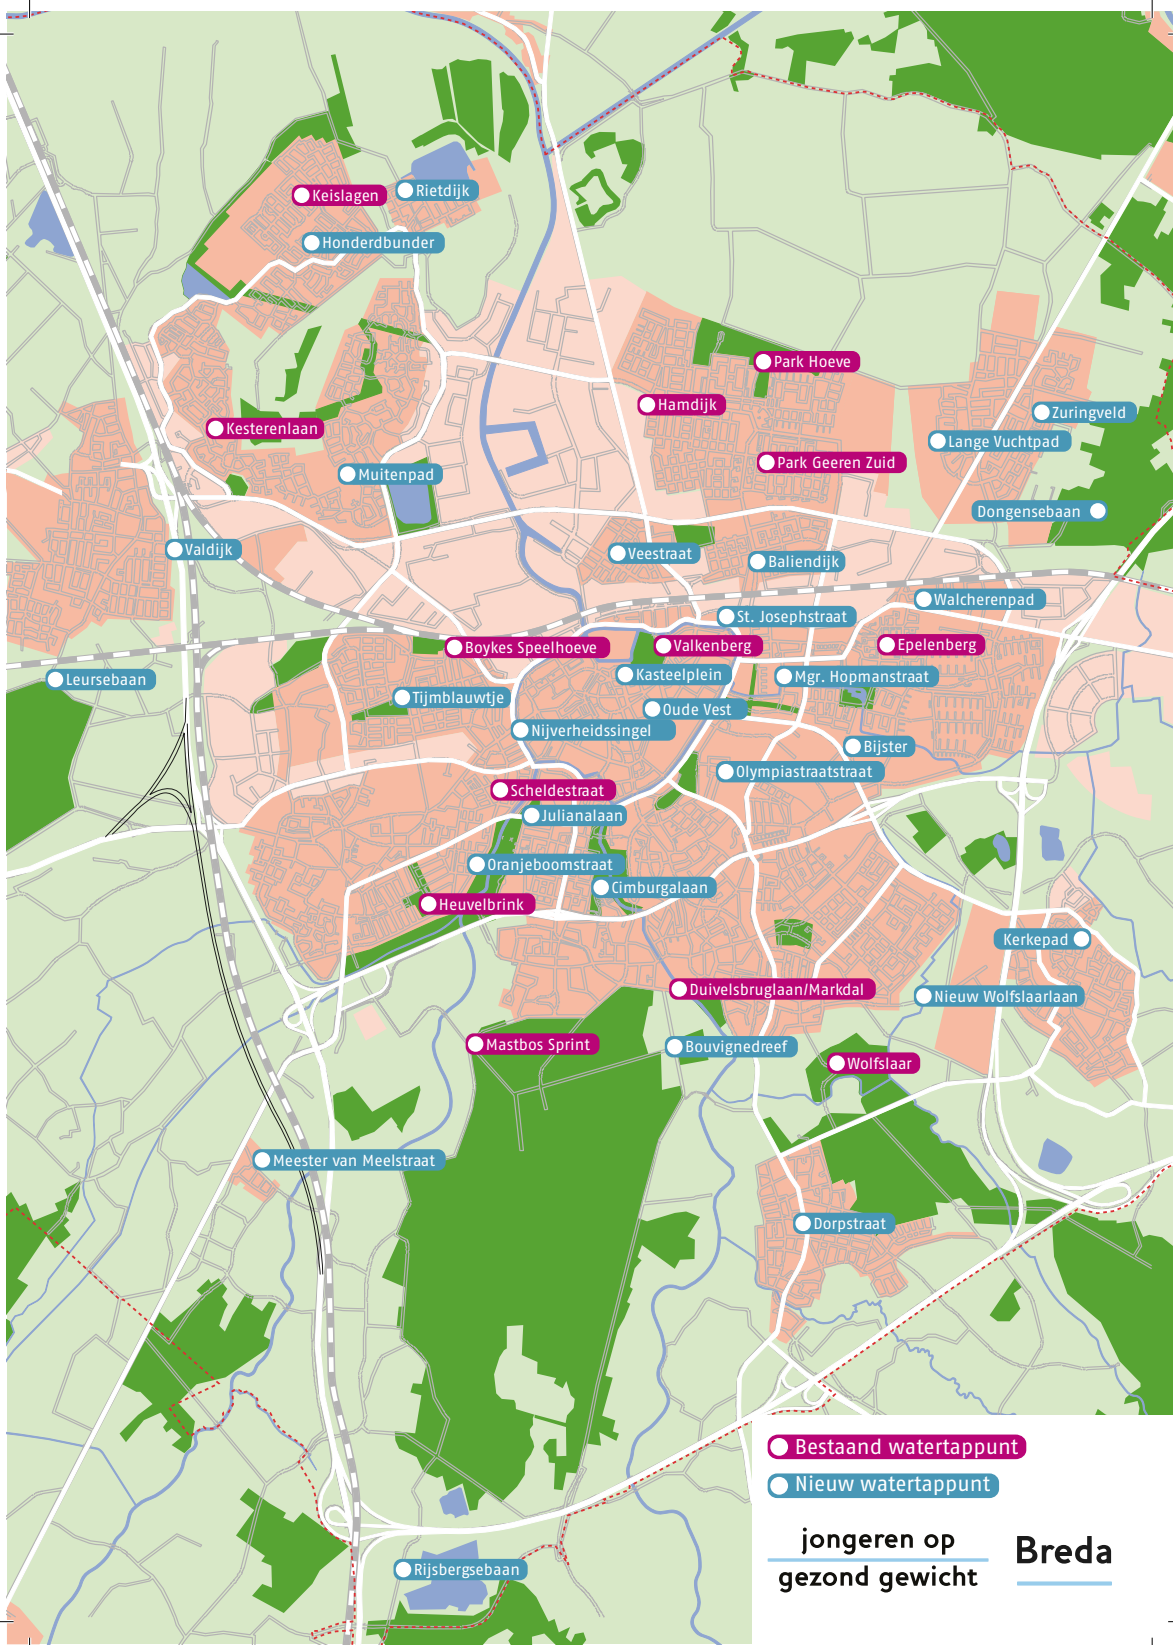 Keislagen
Rietdijk
Honderdbunder
Park Hoeve
Hamdijk
Zuringveld
Kesterenlaan
Lange Vuchtpad
Park Geeren Zuid
Muitenpad
Dongensebaan
Valdijk
Veestraat
Baliendijk
Walcherenpad
St. Josephstraat
Boykes Speelhoeve
Valkenberg
Epelenberg
Leursebaan
Kasteelplein
Mgr. Hopmanstraat
Tijmblauwtje
Oude Vest
Nijverheidssingel
Bijster
Olympiastraatstraat
Scheldestraat
Julianalaan
Oranjeboomstraat
Cimburgalaan
Heuvelbrink
Kerkepad
Duivelsbruglaan/Markdal
Nieuw Wolfslaarlaan
Mastbos Sprint
Bouvignedreef
Wolfslaar
Meester van Meelstraat
Dorpstraat
Rijsbergsebaan
Bestaand watertappunt
Nieuw watertappunt
jongeren op
gezond gewicht
Breda